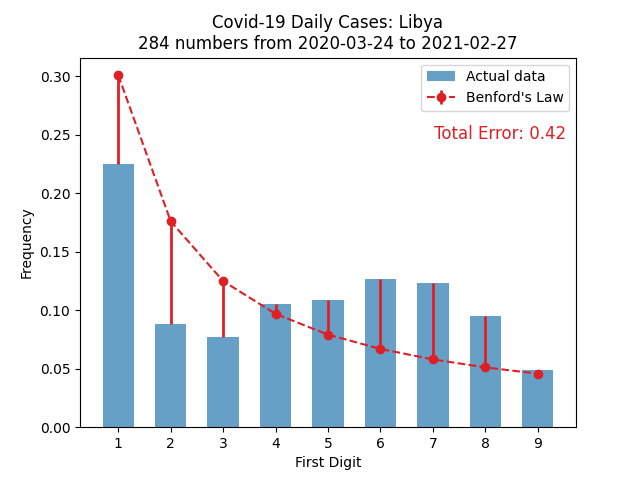 Covid-19 Daily Cases: Libya
284 numbers from 2020-03-24 to 2021-02-27
Actual data
Benford's Law
Total Error: 0.42
0.30
0.25
0.20
0.15
0.10
0.05
0.00
Frequency
1 2 3 4 5 6 7 8 9
First Digit